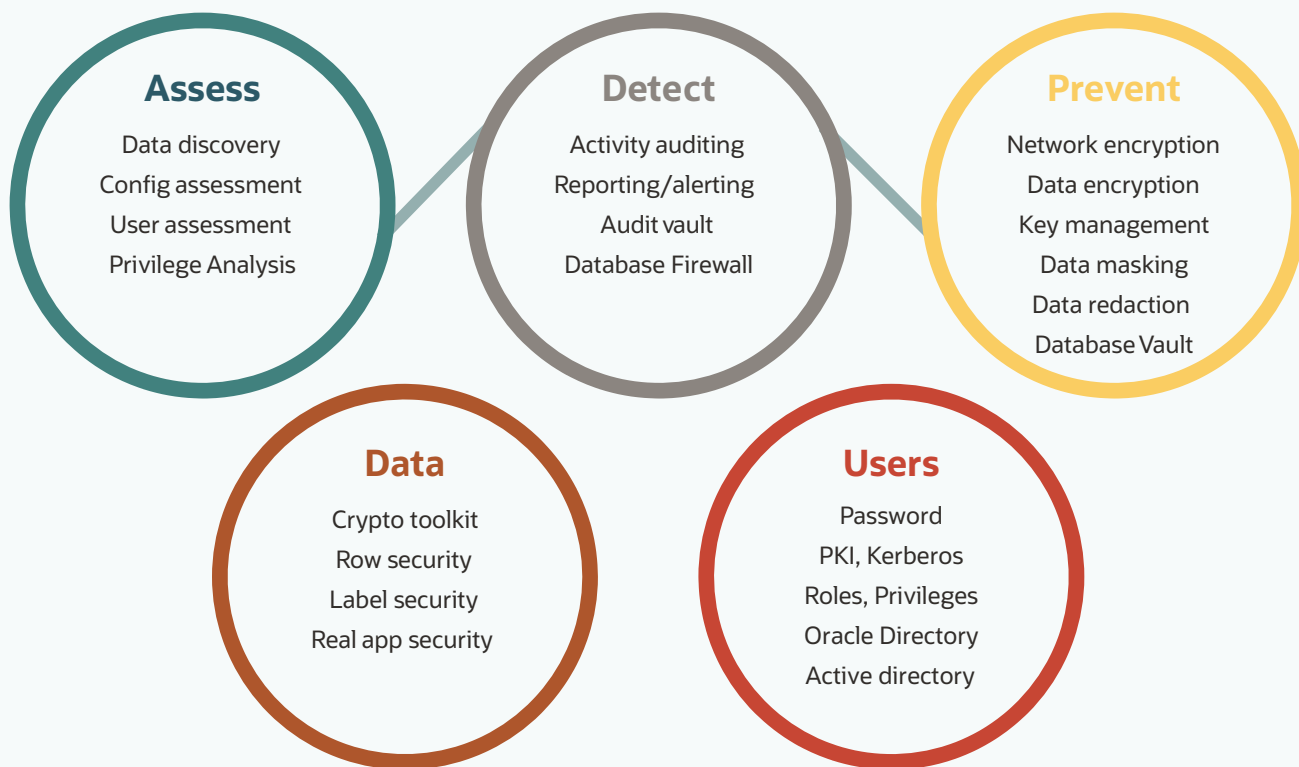 Assess
Data discovery
Config assessment
User assessment
Privilege Analysis
Detect
Activity auditing
Reporting/alerting
Audit vault
Database Firewall
Prevent
Network encryption
Data encryption
Key management
Data masking
Data redaction
Database Vault
Data
Crypto toolkit
Row security
Label security
Real app security
Users
Password
PKI, Kerberos
Roles, Privileges
Oracle Directory
Active directory